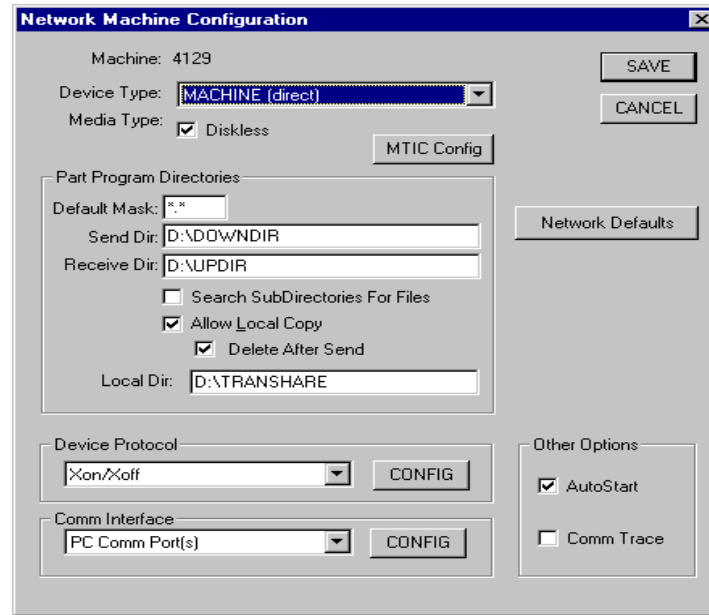 Network Machine Configuration
Machine: 4129
SAVE
Device Type: MACHINE (direct)
CANCEL
Media Type: Diskless
MTIC Config
Part Program Directories
Default Mask: *.*
Network Defaults
Send Dir: D:\DOWNDIR
Receive Dir: D:\UPDIR
Search SubDirectories For Files
Allow Local Copy
Delete After Send
Local Dir: D:\TRANSHARE
Device Protocol
Xon/Xoff
CONFIG
Comm Interface
PC Comm Port(s)
CONFIG
Other Options
AutoStart
Comm Trace